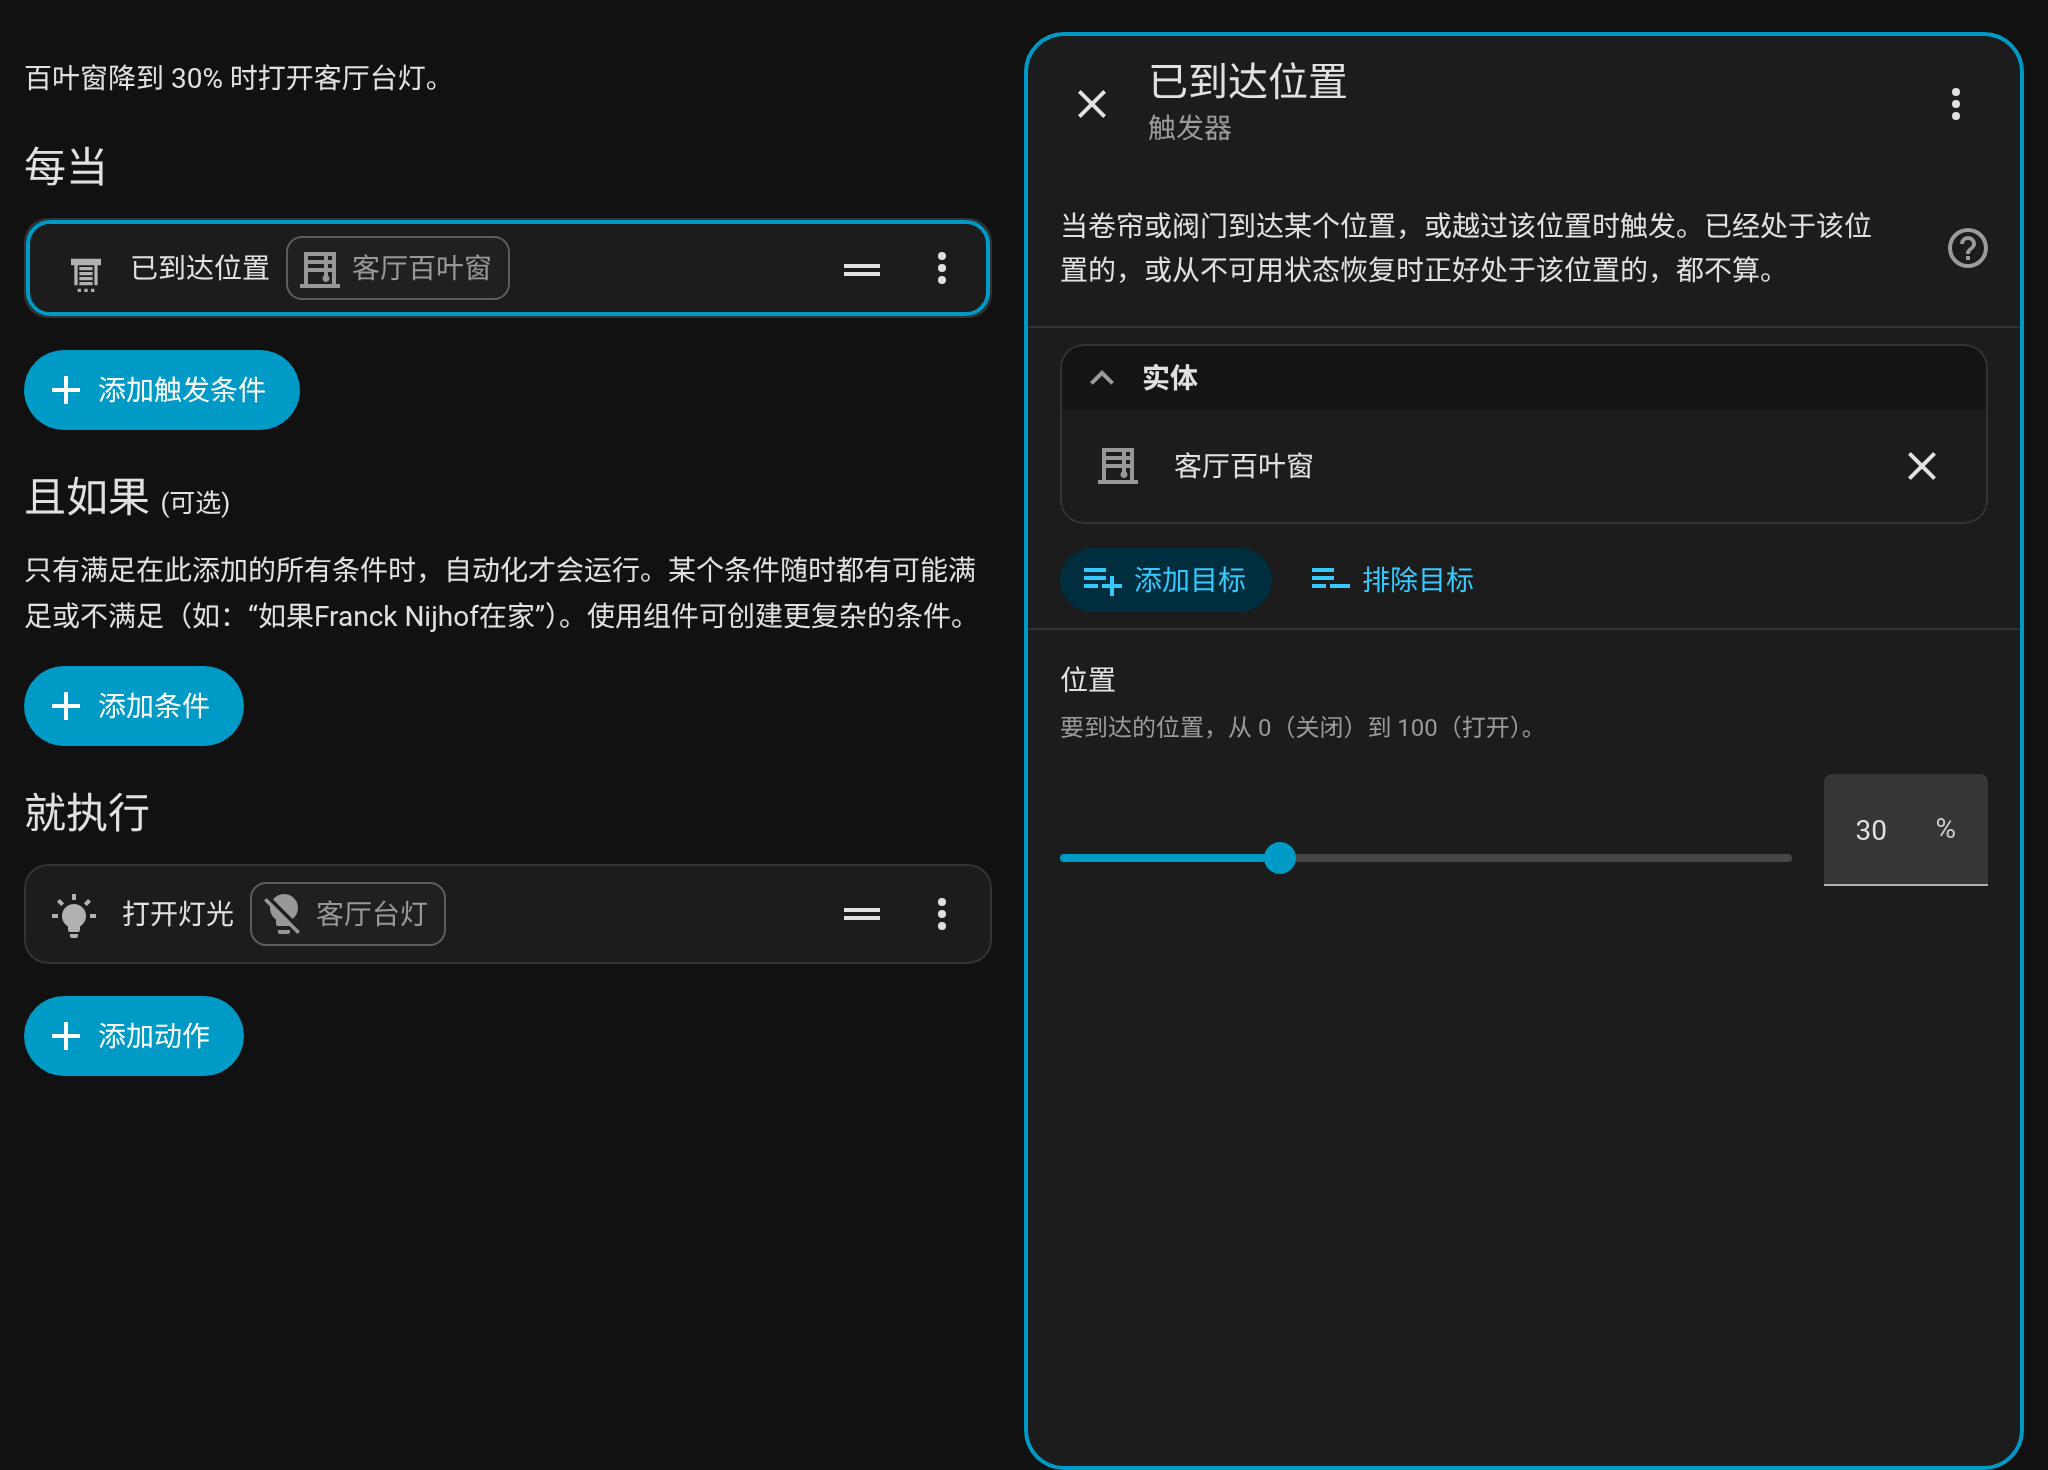 百叶窗降到 30% 时打开客厅台灯。
每当
已到达位置 客厅百叶窗
添加触发条件
且如果 (可选)
只有满足在此添加的所有条件时，自动化才会运行。某个条件随时都有可能满
足或不满足（如：“如果Franck Nijhof在家”）。使用组件可创建更复杂的条件。
添加条件
就执行
打开灯光 客厅台灯
添加动作
已到达位置
触发器
当卷帘或阀门到达某个位置，或越过该位置时触发。已经处于该位
置的，或从不可用状态恢复时正好处于该位置的，都不算。
实体
客厅百叶窗
添加目标 排除目标
位置
要到达的位置，从 0（关闭）到 100（打开）。
30 %